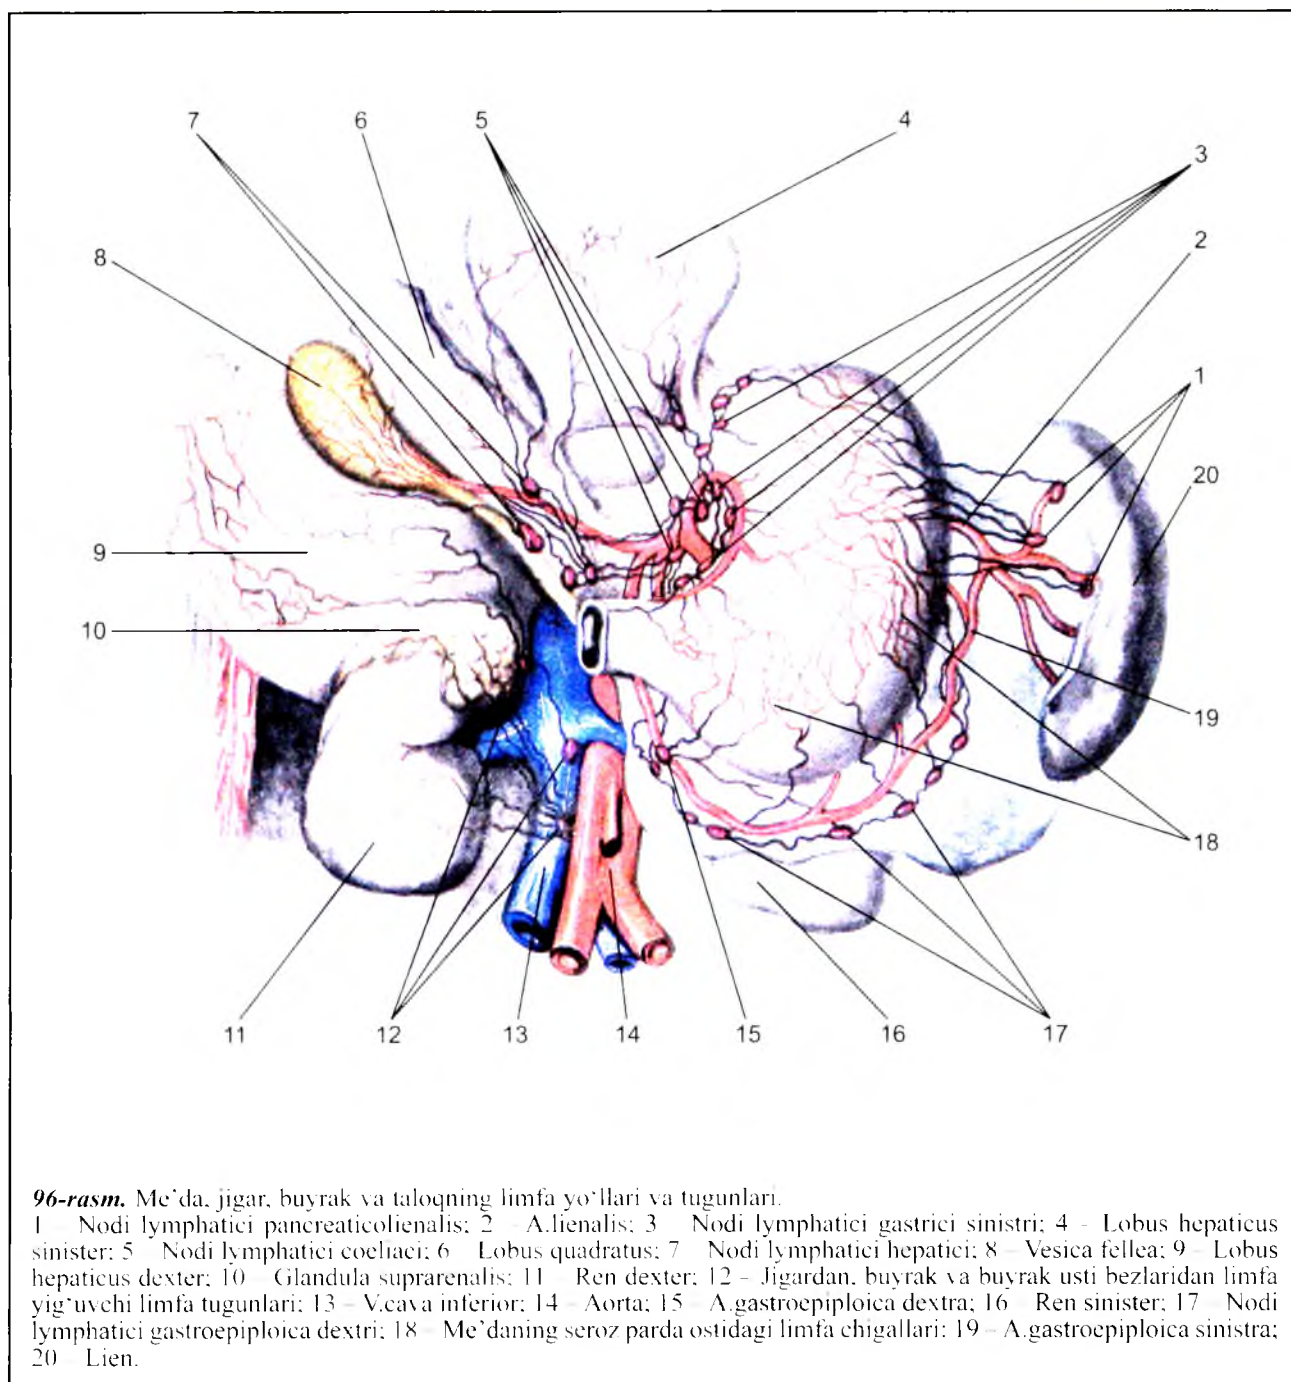 7 6 5 4
3
2
8
1
20
9
10
19
18
11 12 13 14 15 16 17
96-rasm. Me'da, jigar, buyrak va taloqning limfa yo'llari va tugunlari.
1 – Nodi lymphatici pancreaticolienalis; 2 – A.lienalis; 3 – Nodi lymphatici gastrici sinistri; 4 – Lobus hepaticus
sinister; 5 – Nodi lymphatici coeliaci; 6 – Lobus quadratus; 7 – Nodi lymphatici hepatici; 8 – Vesica fellea; 9 – Lobus
hepaticus dexter; 10 – Glandula suprarenalis; 11 – Ren dexter; 12 – Jigardan, buyrak va buyrak usti bezlaridan limfa
yig'uvchi limfa tugunlari; 13 – V.cava inferior; 14 – Aorta; 15 – A.gastroepiploica dextra; 16 – Ren sinister; 17 – Nodi
lymphatici gastroepiploica dextri; 18 – Me'daning seroz parda ostidagi limfa chigallari; 19 – A.gastroepiploica sinistra;
20 – Lien.